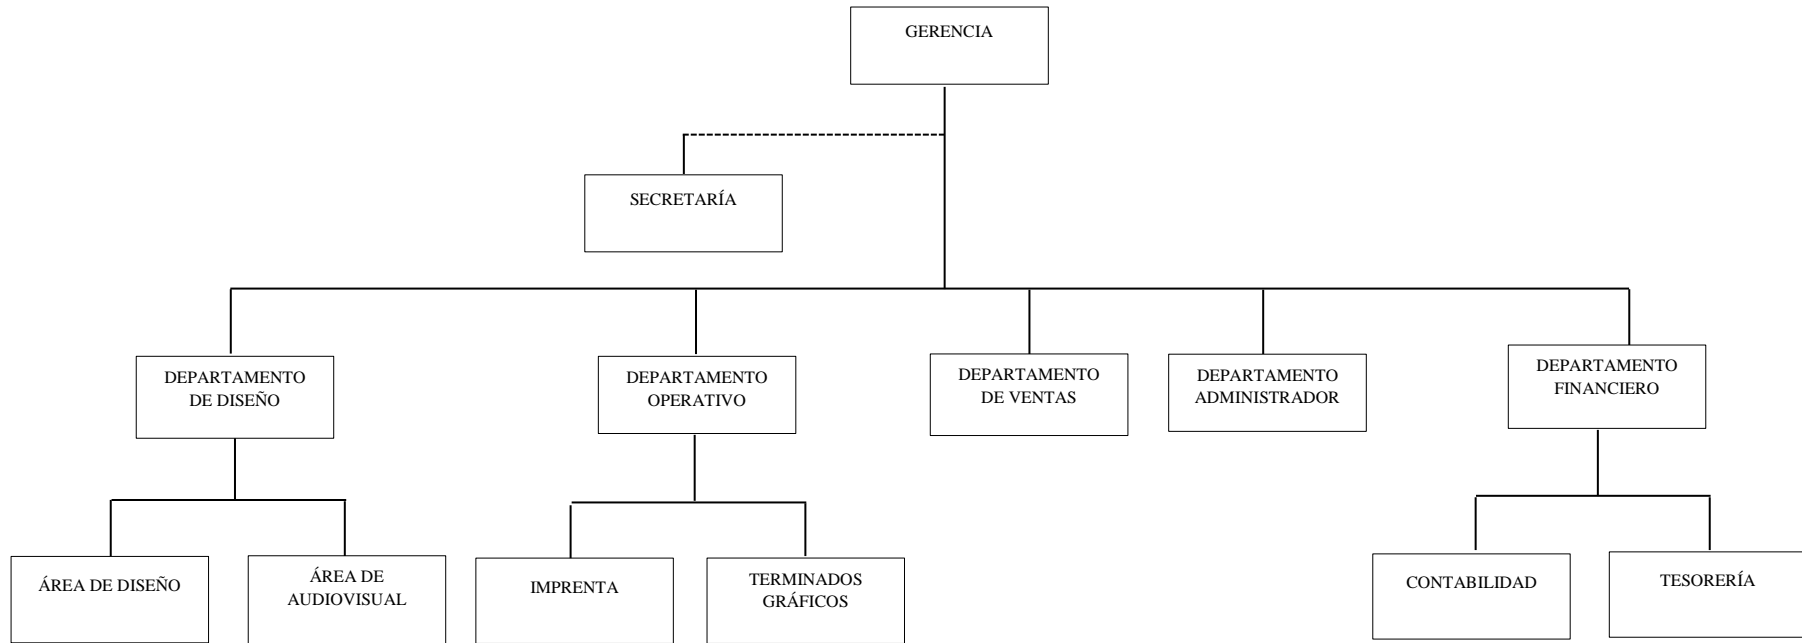 GERENCIA
SECRETARÍA
DEPARTAMENTO
DE DISEÑO
DEPARTAMENTO
OPERATIVO
DEPARTAMENTO
DE VENTAS
DEPARTAMENTO
ADMINISTRADOR
DEPARTAMENTO
FINANCIERO
ÁREA DE DISEÑO
ÁREA DE
AUDIOVISUAL
IMPRENTA
TERMINADOS
GRÁFICOS
CONTABILIDAD
TESORERÍA